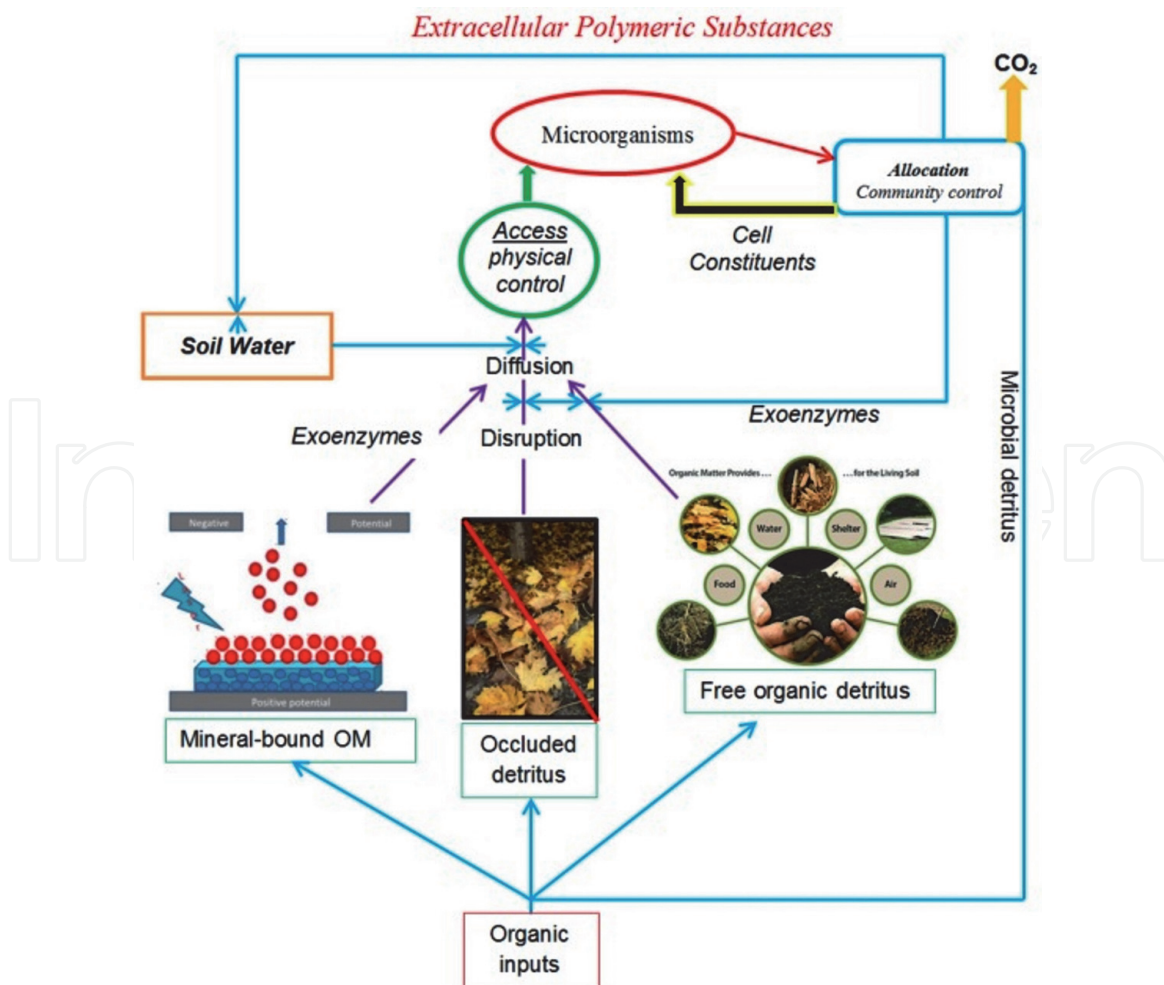 Extracellular Polymeric Substances
CO₂
Microorganisms
Allocation
Community control
Access
physical
control
Cell
Constituents
Soil Water
Diffusion
Exoenzymes
Disruption
Exoenzymes
Microbial detritus
Organic Matter Provides . . .
. . . for the Living Soil
Negative
Potential
Water
Shelter
Food
Air
Positive potential
Mineral-bound OM
Occluded
detritus
Free organic detritus
Organic
inputs